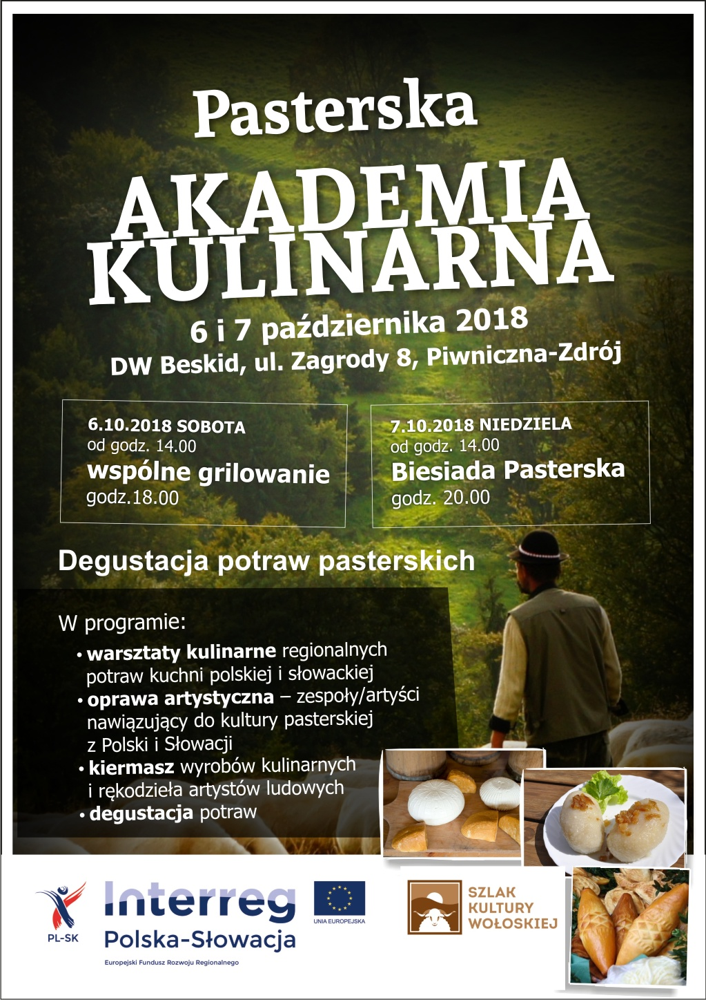 Pasterska
AKADEMIA
KULINARNA
6 i 7 października 2018
DW Beskid, ul. Zagrody 8, Piwniczna-Zdrój
6.10.2018 SOBOTA
od godz. 14.00
wspólne grilowanie
godz.18.00
7.10.2018 NIEDZIELA
od godz. 14.00
Biesiada Pasterska
godz. 20.00
Degustacja potraw pasterskich
W programie:
• warsztaty kulinarne regionalnych
potraw kuchni polskiej i słowackiej
• oprawa artystyczna – zespoły/artyści
nawiązujący do kultury pasterskiej
z Polski i Słowacji
• kiermasz wyrobów kulinarnych
i rękodzieła artystów ludowych
• degustacja potraw
PL-SK
Interreg
Polska-Słowacja
Europejski Fundusz Rozwoju Regionalnego
UNIA EUROPEJSKA
SZLAK
KULTURY
WOŁOSKIEJ